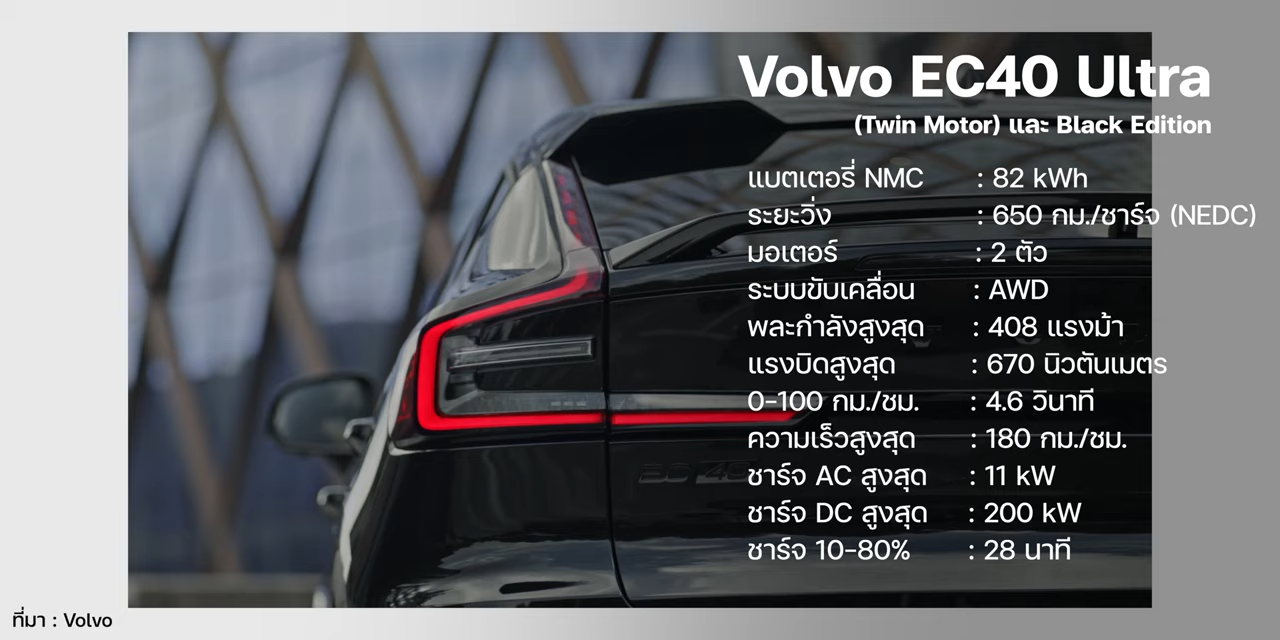 Volvo EC40 Ultra
(Twin Motor) และ Black Edition
แบตเตอรี่ NMC : 82 kWh
ระยะวิ่ง : 650 กม./ชาร์จ (NEDC)
มอเตอร์ : 2 ตัว
ระบบขับเคลื่อน : AWD
พละกำลังสูงสุด : 408 แรงม้า
แรงบิดสูงสุด : 670 นิวตันเมตร
0-100 กม./ชม. : 4.6 วินาที
ความเร็วสูงสุด : 180 กม./ชม.
ชาร์จ AC สูงสุด : 11 kW
ชาร์จ DC สูงสุด : 200 kW
ชาร์จ 10-80% : 28 นาที
EC40
ที่มา : Volvo